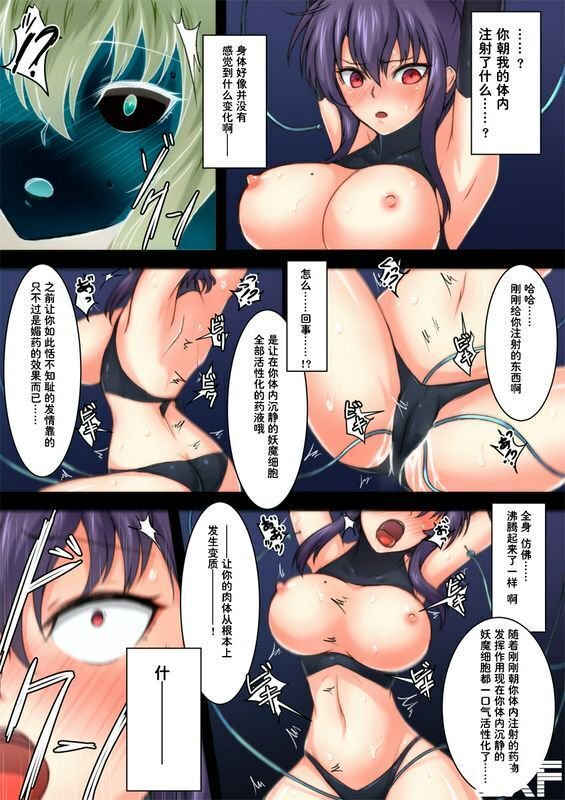 ……？
你朝我的体内
注射了什么……
？
身体好像并没有
感觉到什么变化啊
——
!?
哈哈……
刚刚给你注射的东西啊
怎么……回事
……!?
是让在你体内沉静的妖魔细胞
全部活性化的药液哦
之前让你如此恬不知耻的发情靠的
只不过是媚药的效果而已……
全身 仿佛……
沸腾起来了一样 啊
随着刚刚朝你体内注射的药物
发挥作用现在你体内沉静的
妖魔细胞都一口气活性化了……
——让你的肉体从根本上
发生变质——！
什
——